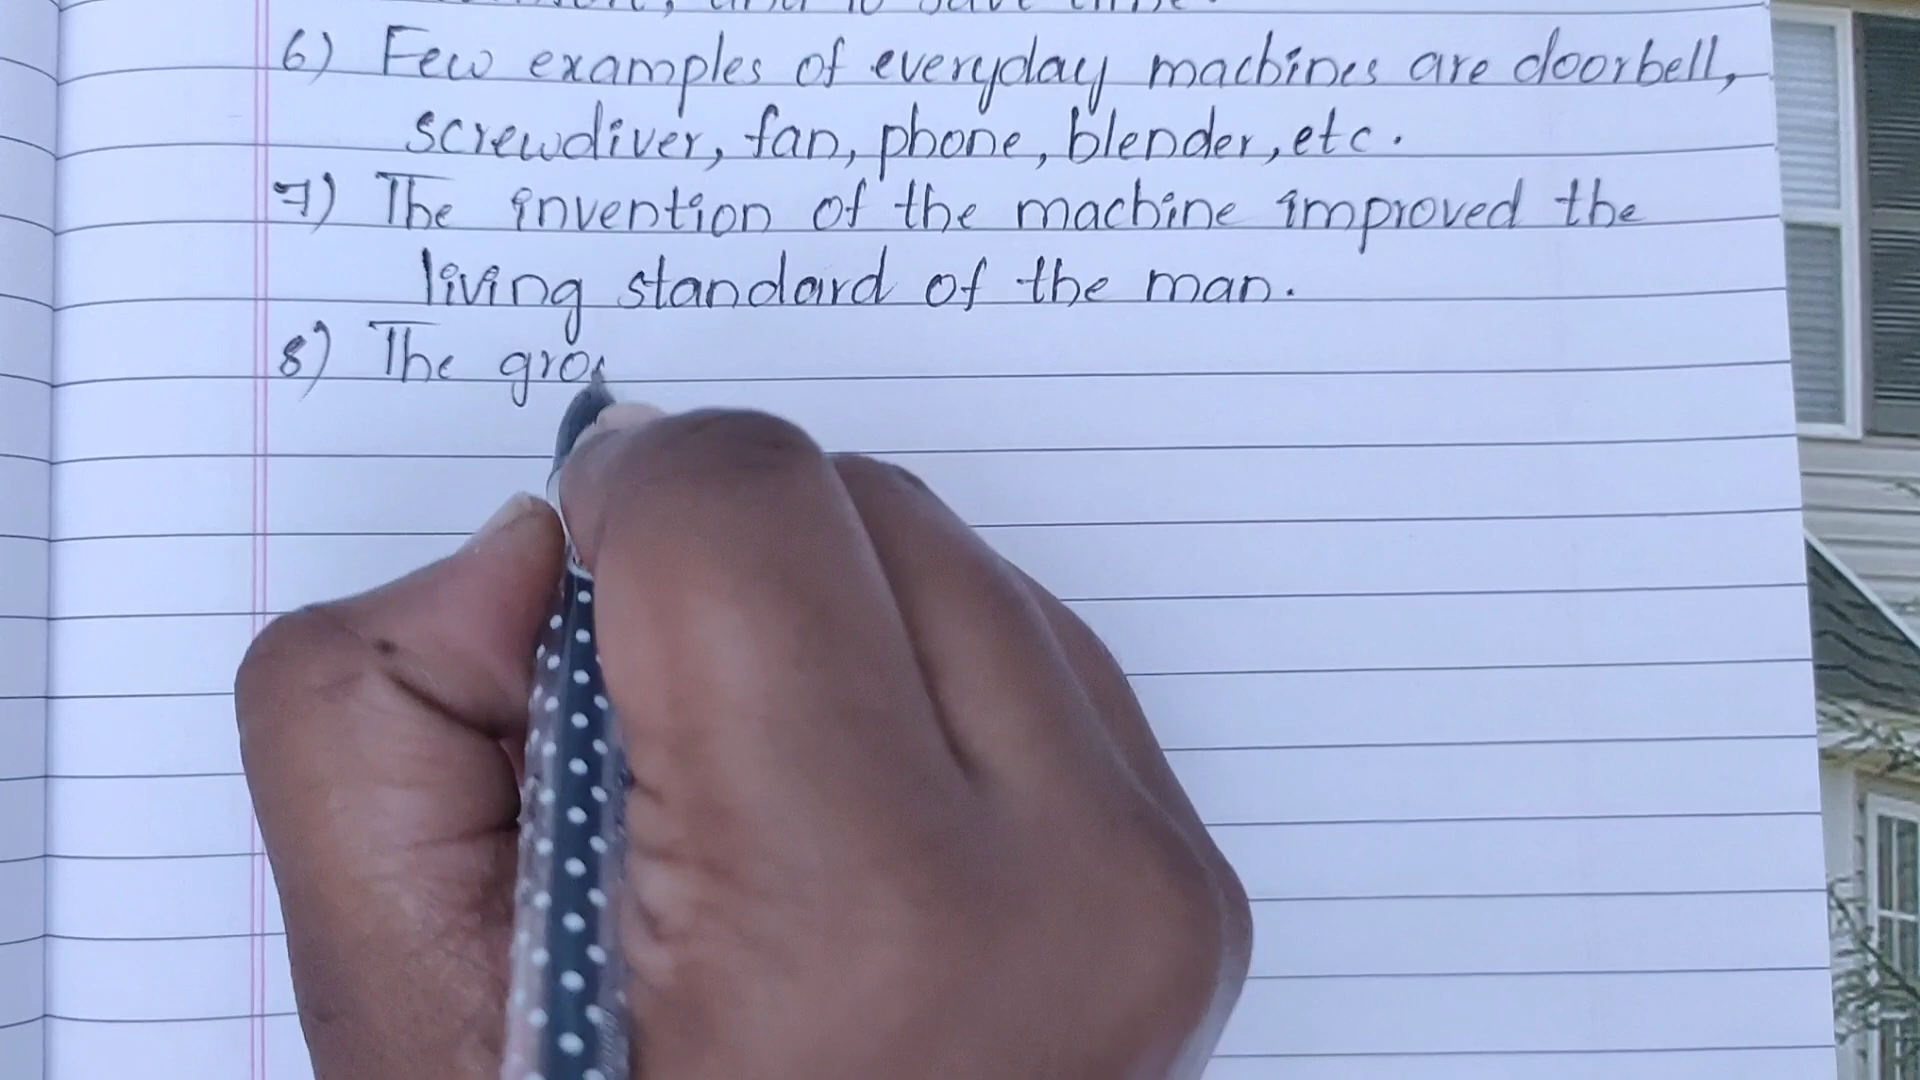 6) Few examples of everyday machines are doorbell,
screwdiver, fan, phone, blender, etc.
7) The invention of the machine improved the
living standard of the man.
8) The